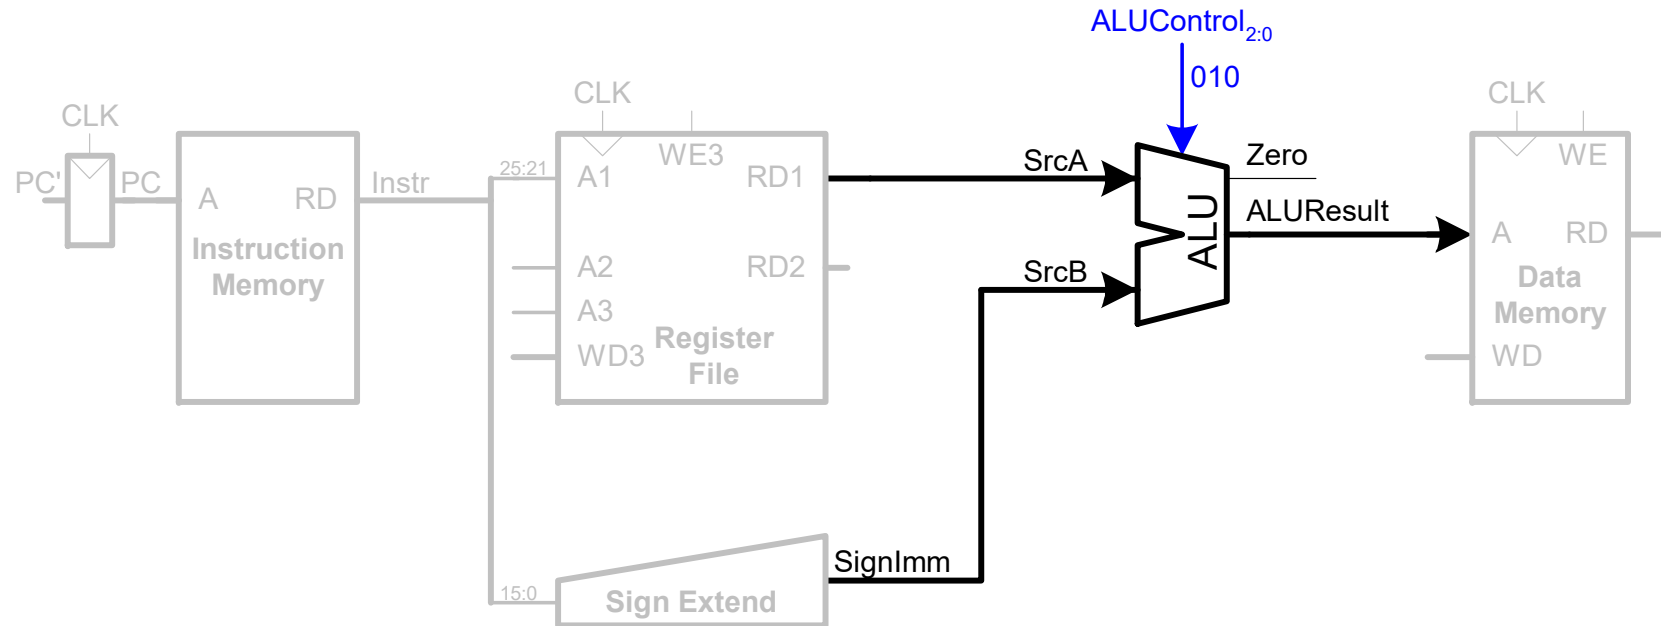 ALUControl2:0
010
CLK
CLK
CLK
PC'
PC
A
RD
Instruction
Memory
Instr
25:21
A1
WE3
RD1
A2
RD2
A3
WD3
Register
File
SrcA
SrcB
ALU
Zero
ALUResult
WE
A
RD
Data
Memory
WD
15:0
Sign Extend
SignImm